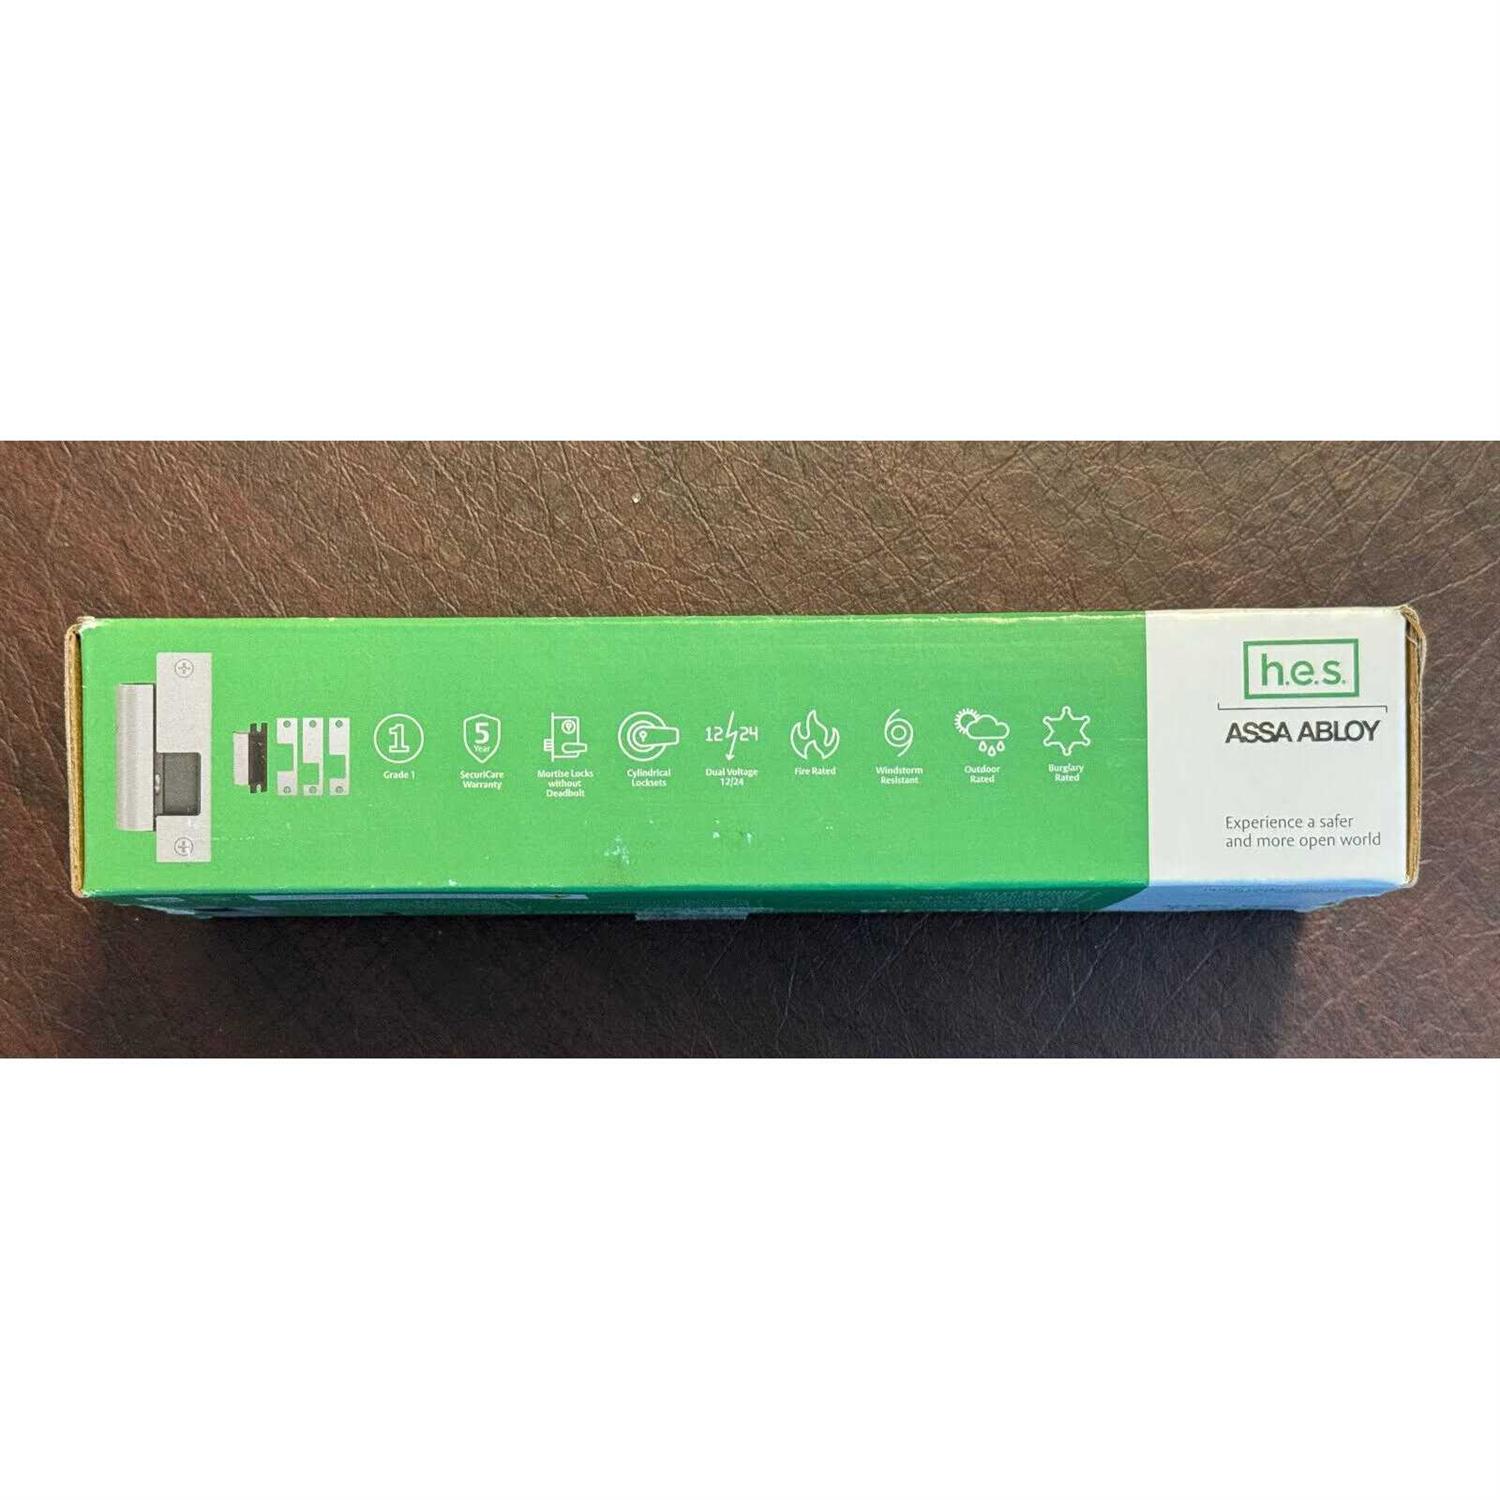 1
Grade 1
5
Year
SecuriCare
Warranty
Mortise Locks
without
Deadbolt
Cylindrical
Locksets
12/24
Dual Voltage
12/24
Fire Rated
Windstorm
Resistant
Outdoor
Rated
Burglary
Rated
h.e.s.
ASSA ABLOY
Experience a safer
and more open world